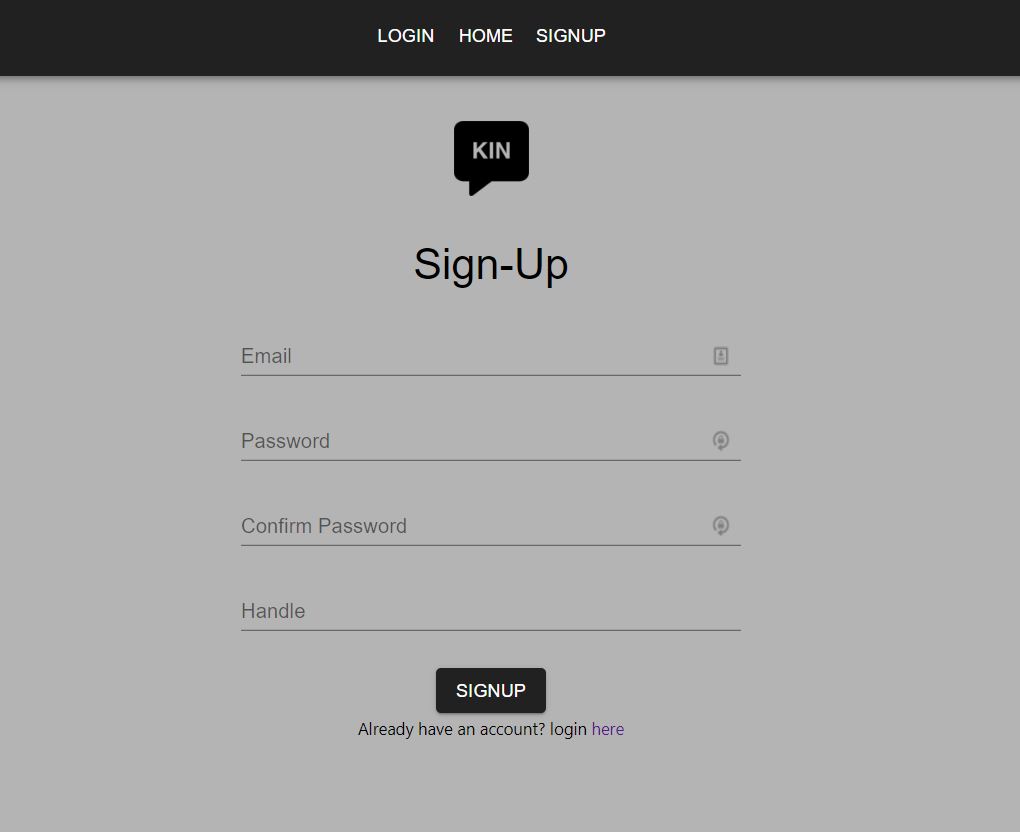 LOGIN HOME SIGNUP
KIN
Sign-Up
Email
Password
Confirm Password
Handle
SIGNUP
Already have an account? login here